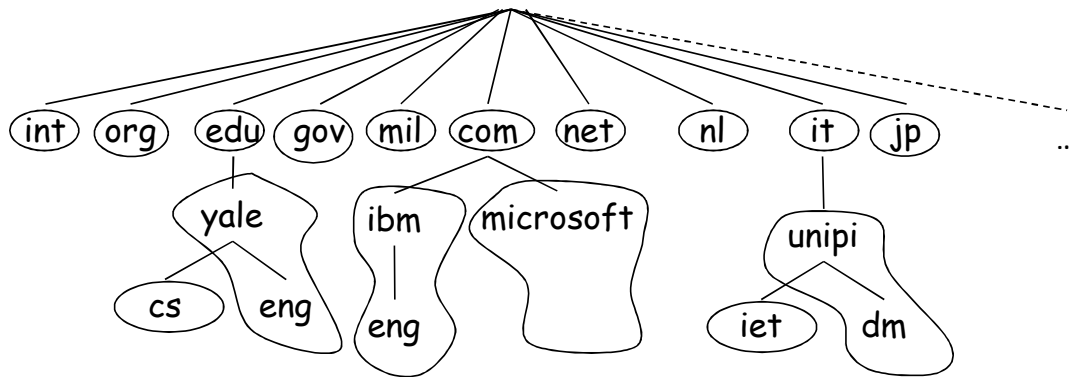 int org edu gov mil com net nl it jp ..
yale ibm microsoft unipi
cs eng eng iet dm